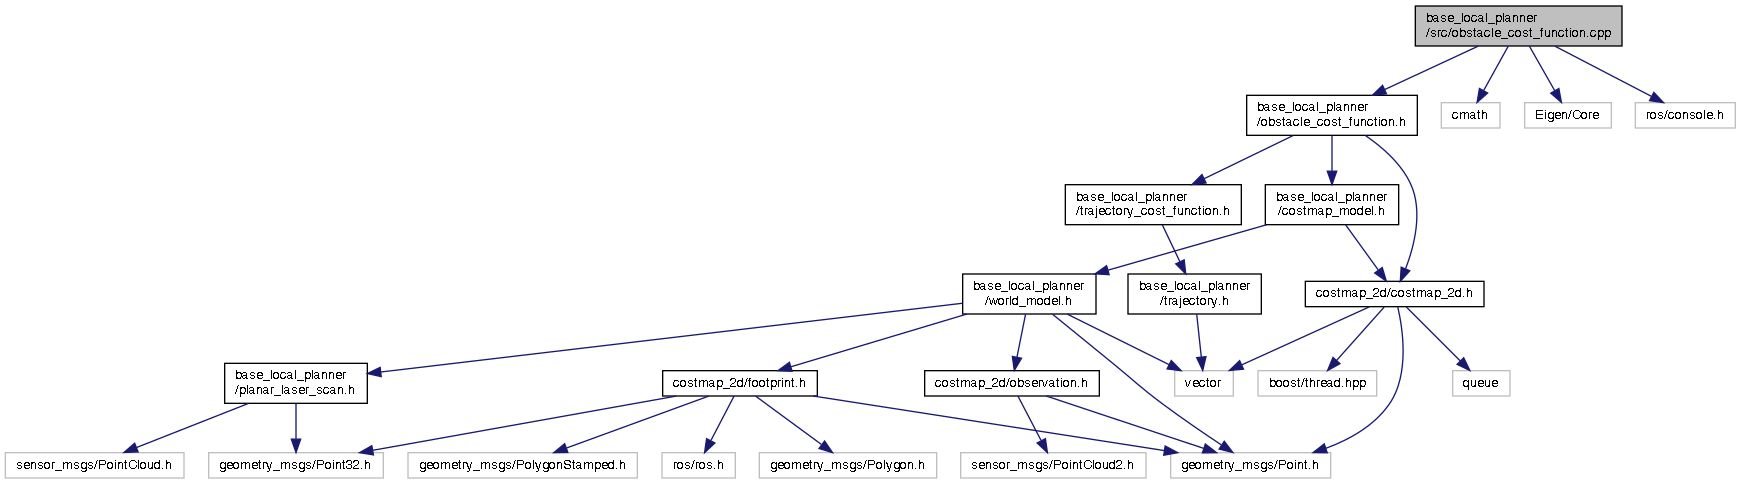 base_local_planner
/src/obstacle_cost_function.cpp
base_local_planner
/obstacle_cost_function.h
cmath
Eigen/Core
ros/console.h
base_local_planner
/trajectory_cost_function.h
base_local_planner
/costmap_model.h
base_local_planner
/world_model.h
base_local_planner
/trajectory.h
costmap_2d/costmap_2d.h
base_local_planner
/planar_laser_scan.h
costmap_2d/footprint.h
costmap_2d/observation.h
vector
boost/thread.hpp
queue
sensor_msgs/PointCloud.h
geometry_msgs/Point32.h
geometry_msgs/PolygonStamped.h
ros/ros.h
geometry_msgs/Polygon.h
sensor_msgs/PointCloud2.h
geometry_msgs/Point.h